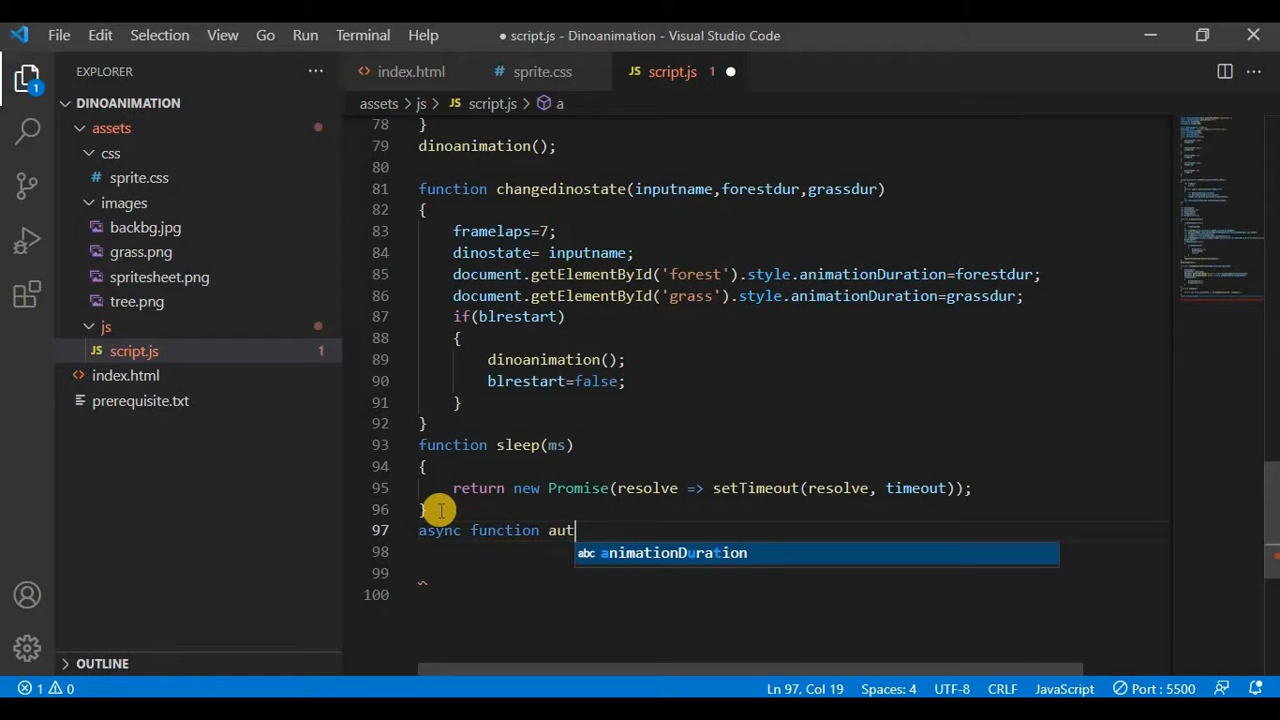 File Edit Selection View Go Run Terminal Help
● script.js - Dinoanimation - Visual Studio Code
EXPLORER
DINOANIMATION
assets
css
sprite.css
images
backbg.jpg
grass.png
spritesheet.png
tree.png
js
JS script.js 1
index.html
prerequisite.txt
OUTLINE
1
index.html
sprite.css
JS script.js 1
assets > js > JS script.js > a
78 }
79 dinoanimation();
80
81 function changedinostate(inputname,forestdur,grassdur)
82 {
83 framelaps=7;
84 dinostate= inputname;
85 document.getElementById('forest').style.animationDuration=forestdur;
86 document.getElementById('grass').style.animationDuration=grassdur;
87 if(blrestart)
88 {
89 dinoanimation();
90 blrestart=false;
91 }
92 }
93 function sleep(ms)
94 {
95 return new Promise(resolve => setTimeout(resolve, timeout));
96 }
97 async function aut
abc animationDuration
98
99
100
1 0
Ln 97, Col 19 Spaces: 4 UTF-8 CRLF JavaScript Port : 5500